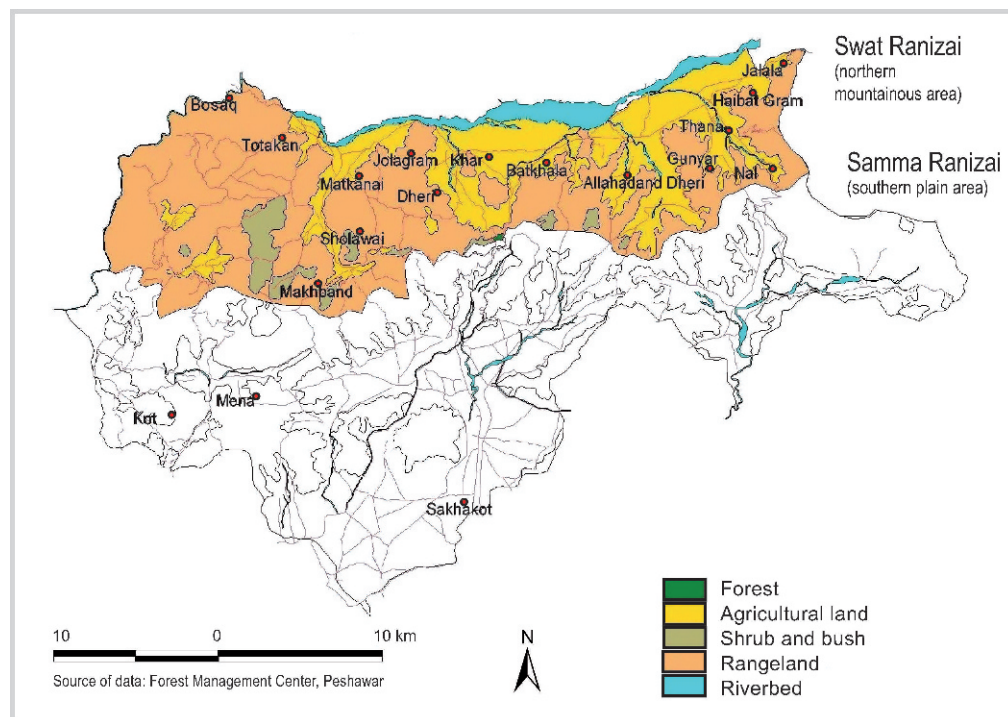 Swat Ranizai
(northern
mountainous area)
Jalala
Bosaq
Haibat Gram
Thana
Totakan
Jolagram
Khar
Batkhala
Gunyar
Samma Ranizai
(southern plain area)
Matkanai
Allahadand Dheri
Nal
Dheri
Sholawai
Makhband
Mena
Kot
Sakhakot
Forest
Agricultural land
Shrub and bush
Rangeland
Riverbed
10 0 10 km
N
Source of data: Forest Management Center, Peshawar